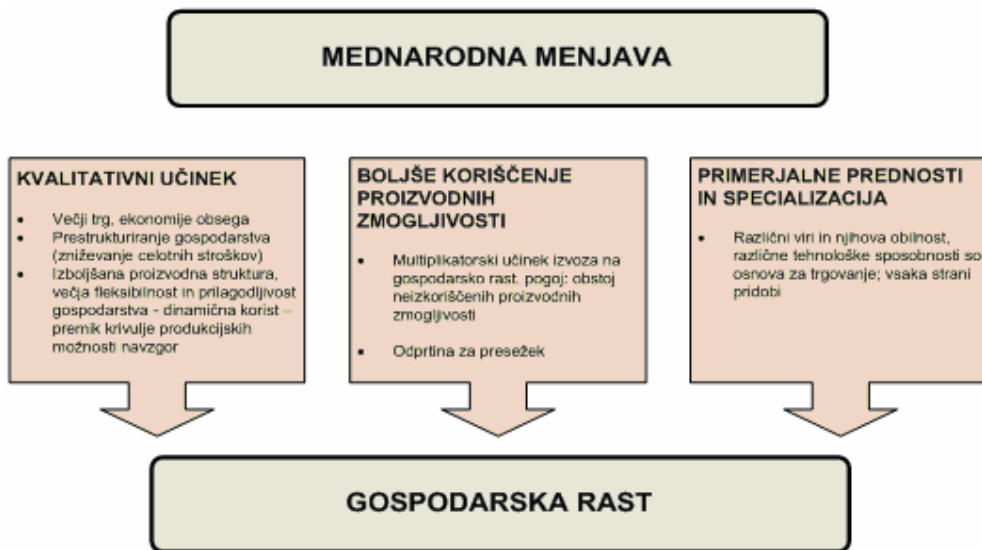 MEDNARODNA MENJAVA
KVALITATIVNI UČINEK
• Večji trg, ekonomije obsega
• Prestrukturiranje gospodarstva
(zniževanje celotnih stroškov)
• Izboljšana proizvodna struktura,
večja fleksibilnost in prilagodljivost
gospodarstva - dinamična korist –
premik krivulje produkcijskih
možnosti navzgor
BOLJŠE KORIŠČENJE
PROIZVODNIH
ZMOGLJIVOSTI
• Multiplikatorski učinek izvoza na
gospodarsko rast, pogoj: obstoj
neizkoriščenih proizvodnih
zmogljivosti
• Odprtina za presežek
PRIMERJALNE PREDNOSTI
IN SPECIALIZACIJA
• Različni viri in njihova obilnost,
različne tehnološke sposobnosti so
osnova za trgovanje; vsaka strani
pridobi
GOSPODARSKA RAST